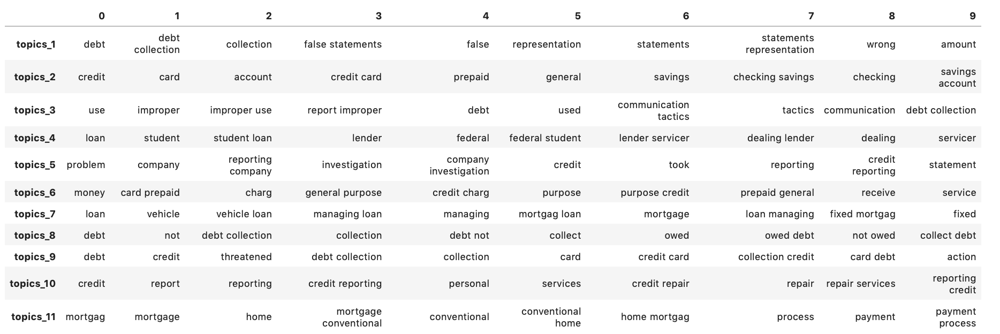 0 1 2 3 4 5 6 7 8 9
topics_1 debt debt collection collection false statements false representation statements statements representation wrong amount
topics_2 credit card account credit card prepaid general savings checking savings checking savings account
topics_3 use improper improper use report improper debt used communication tactics tactics communication debt collection
topics_4 loan student student loan lender federal federal student lender servicer dealing lender dealing servicer
topics_5 problem company reporting company investigation company investigation credit took reporting credit reporting statement
topics_6 money card prepaid charg general purpose credit charg purpose purpose credit prepaid general receive service
topics_7 loan vehicle vehicle loan managing loan managing mortgag loan mortgage loan managing fixed mortgag fixed
topics_8 debt not debt collection collection debt not collect owed owed debt not owed collect debt
topics_9 debt credit threatened debt collection collection card credit card collection credit card debt action
topics_10 credit report reporting credit reporting personal services credit repair repair repair services reporting credit
topics_11 mortgag mortgage home mortgage conventional conventional conventional home home mortgag process payment payment process